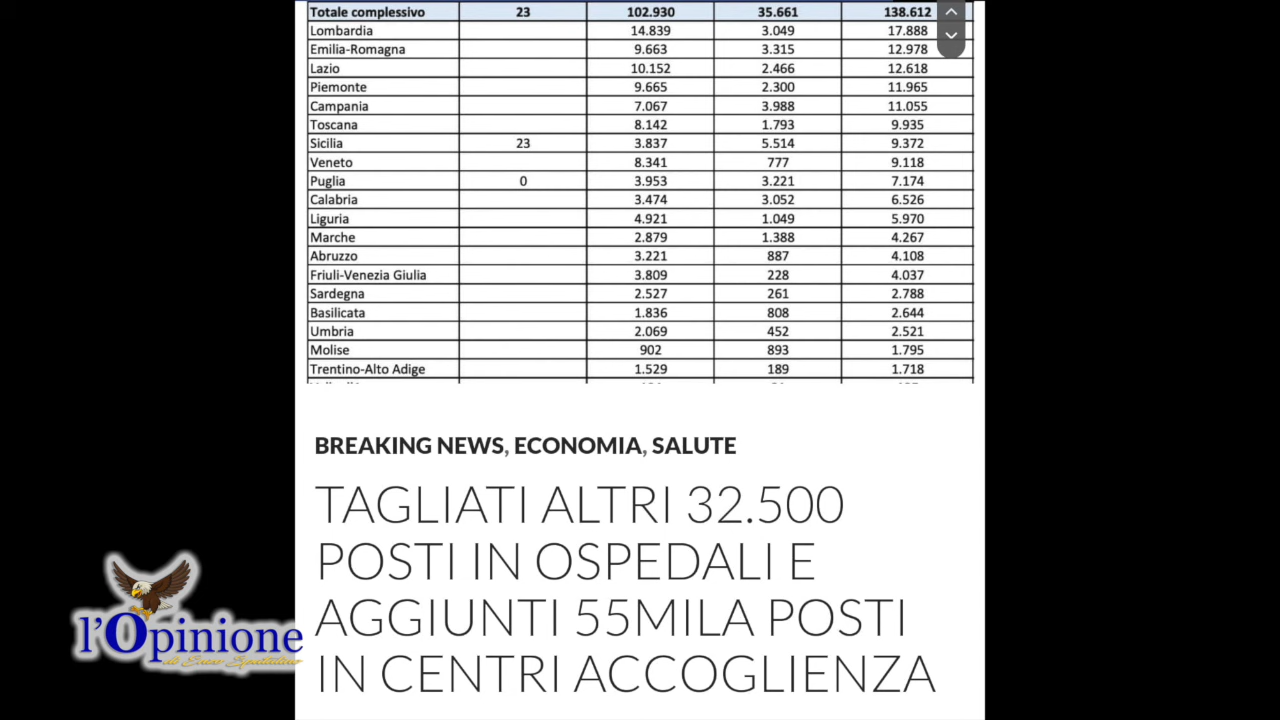 Totale complessivo 23 102.930 35.661 138.612
Lombardia 14.839 3.049 17.888
Emilia-Romagna 9.663 3.315 12.978
Lazio 10.152 2.466 12.618
Piemonte 9.665 2.300 11.965
Campania 7.067 3.988 11.055
Toscana 8.142 1.793 9.935
Sicilia 23 3.837 5.514 9.372
Veneto 8.341 777 9.118
Puglia 0 3.953 3.221 7.174
Calabria 3.474 3.052 6.526
Liguria 4.921 1.049 5.970
Marche 2.879 1.388 4.267
Abruzzo 3.221 887 4.108
Friuli-Venezia Giulia 3.809 228 4.037
Sardegna 2.527 261 2.788
Basilicata 1.836 808 2.644
Umbria 2.069 452 2.521
Molise 902 893 1.795
Trentino-Alto Adige 1.529 189 1.718
BREAKING NEWS, ECONOMIA, SALUTE
TAGLIATI ALTRI 32.500
POSTI IN OSPEDALI E
AGGIUNTI 55MILA POSTI
IN CENTRI ACCOGLIENZA
l'Opinione